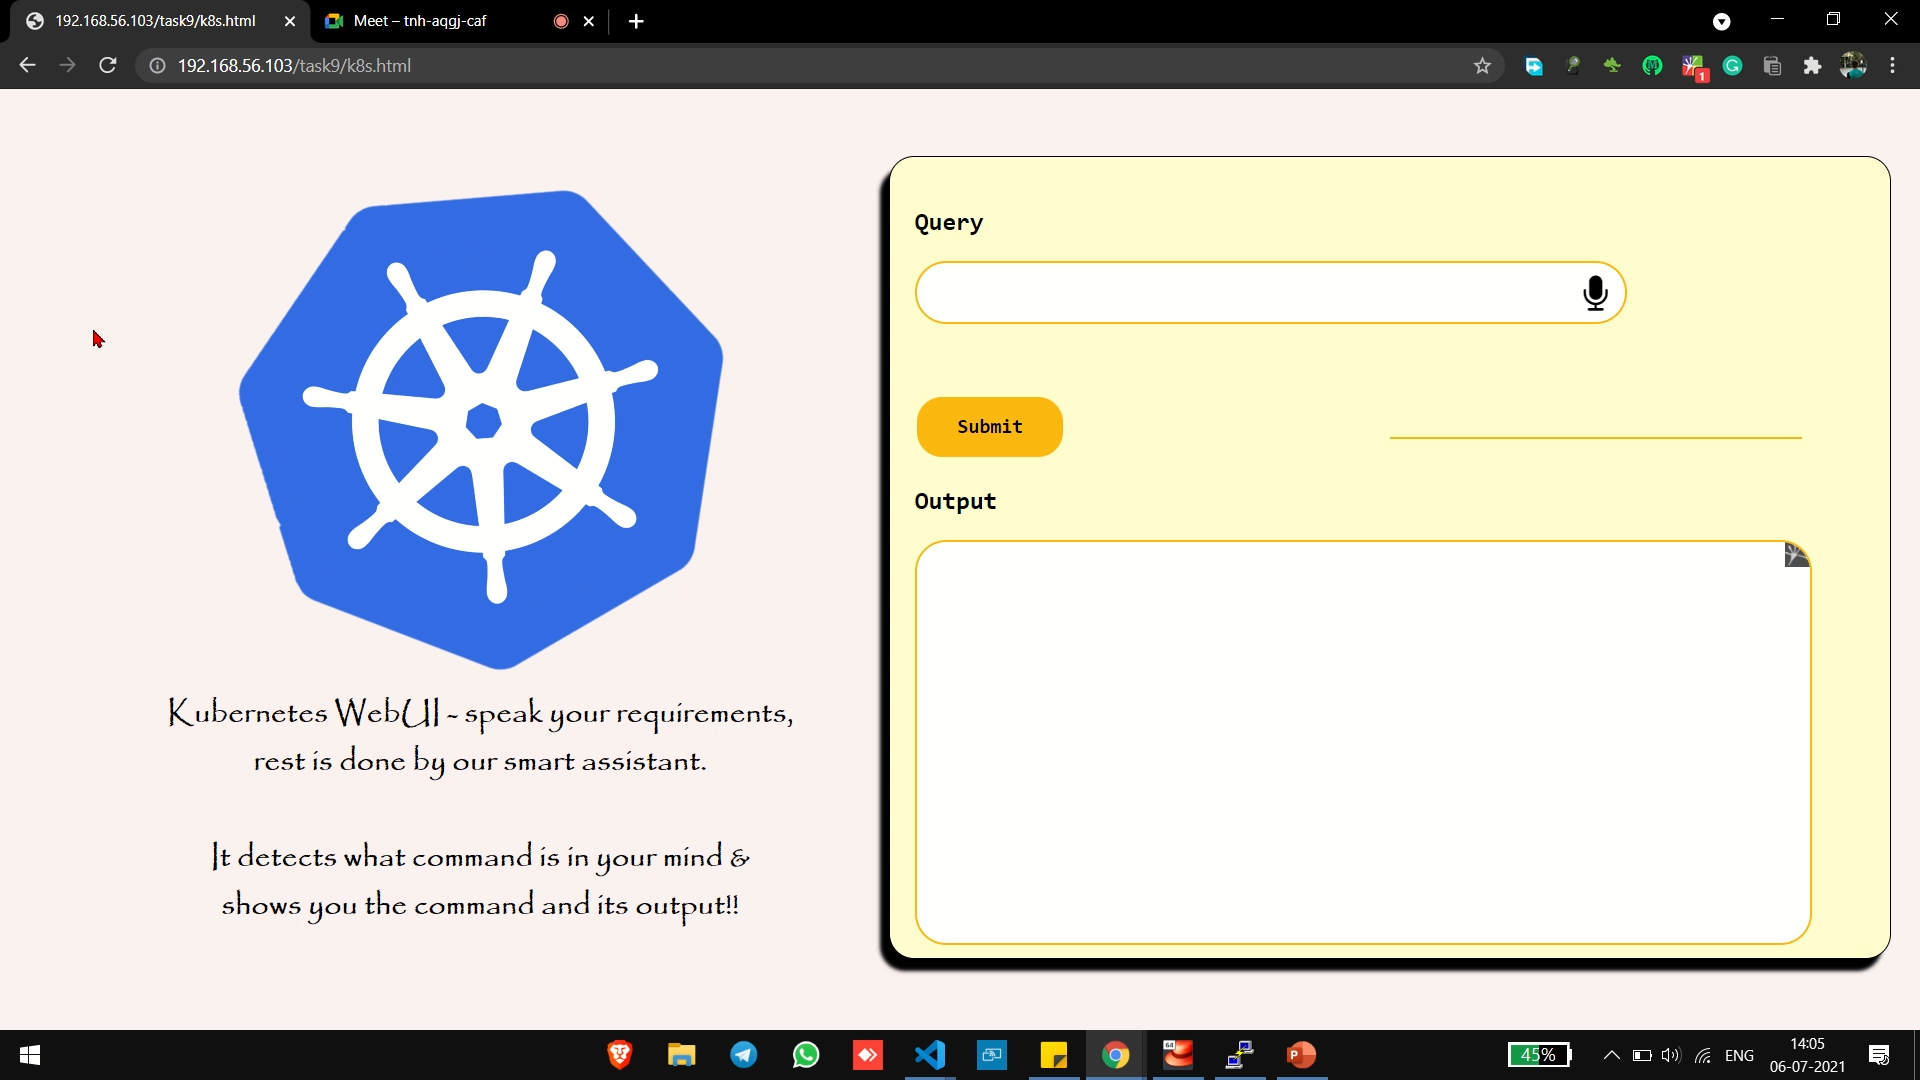 192.168.56.103/task9/k8s.html
Meet – tnh-aqgj-caf
192.168.56.103/task9/k8s.html
1
Query
Submit
Output
Kubernetes WebUI - speak your requirements,
rest is done by our smart assistant.
It detects what command is in your mind &
shows you the command and its output!!
45%
ENG
14:05
06-07-2021